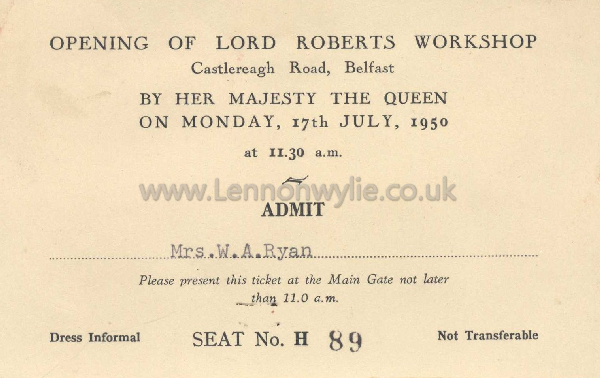 OPENING OF LORD ROBERTS WORKSHOP
Castlereagh Road, Belfast
BY HER MAJESTY THE QUEEN
ON MONDAY, 17th JULY, 1950
at 11.30 a.m.
www.Lennonwylie.co.uk
ADMIT
Mrs.W.A.Ryan
Please present this ticket at the Main Gate not later
than 11.0 a.m.
Dress Informal SEAT No. H 89 Not Transferable